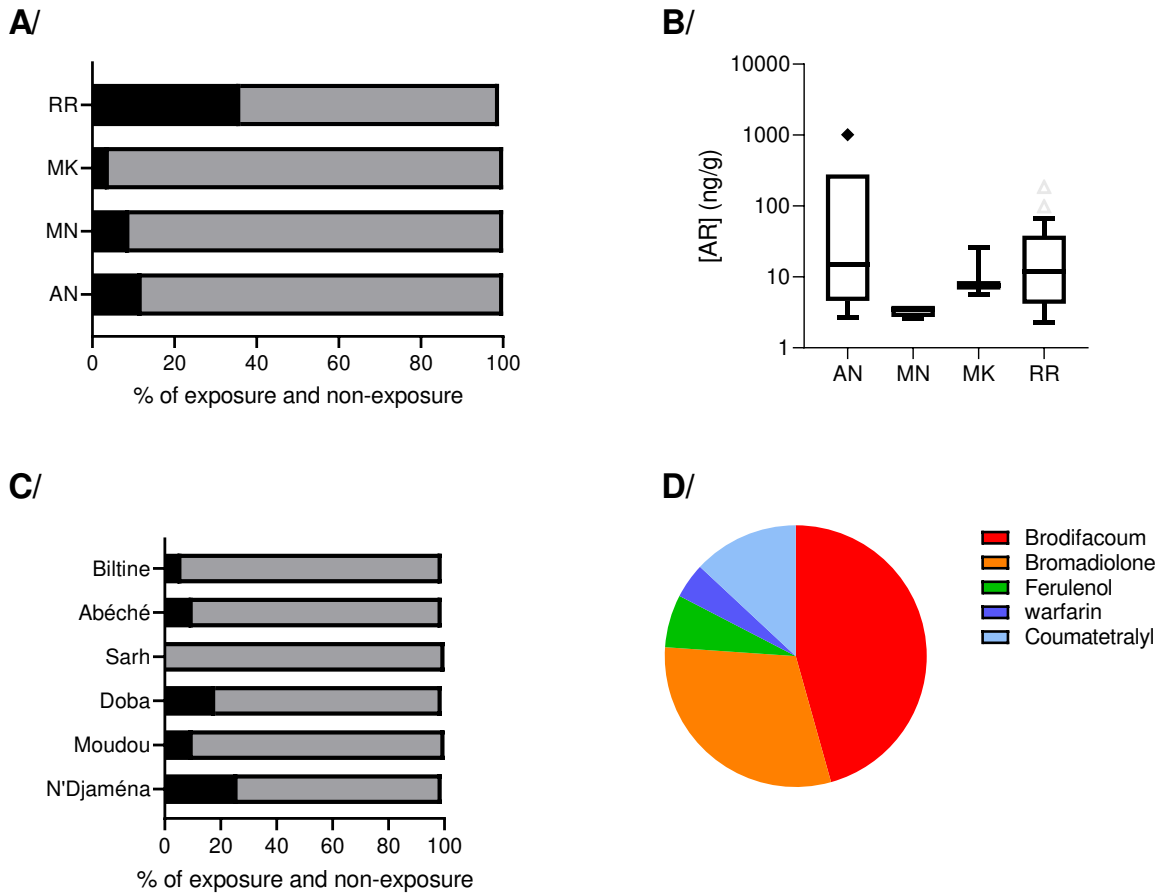 A/
RR
MK
MN
AN
0 20 40 60 80 100
% of exposure and non-exposure
B/
[AR] (ng/g)
10000
1000
100
10
1
AN MN MK RR
C/
Biltine
Abéché
Sarh
Doba
Moudou
N'Djaména
0 20 40 60 80 100
% of exposure and non-exposure
D/
Brodifacoum
Bromadiolone
Ferulenol
warfarin
Coumatetralyl